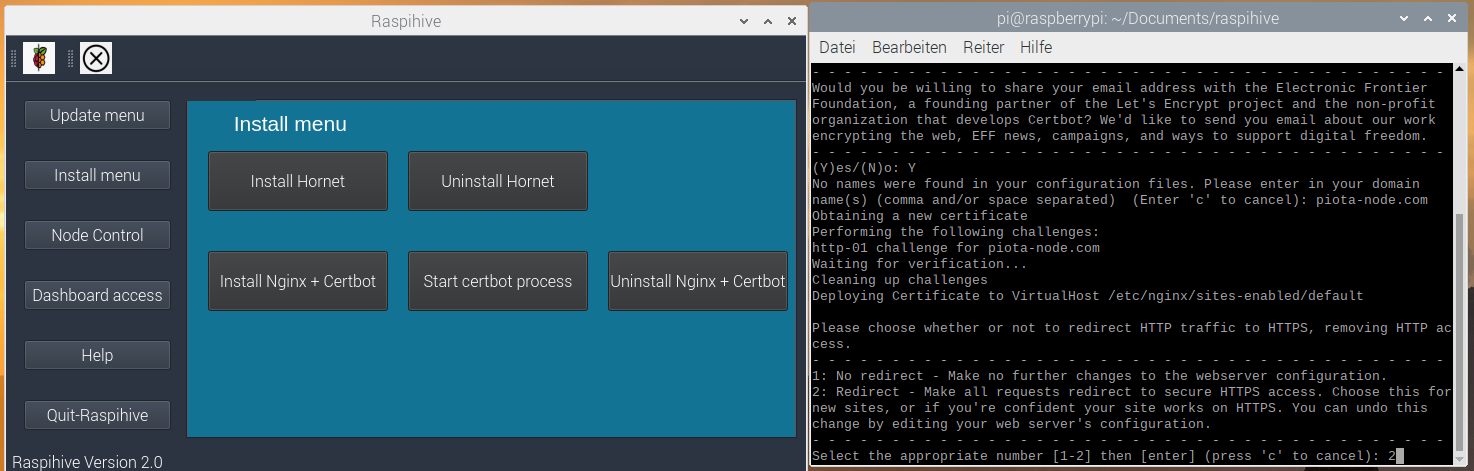 Raspihive
Update menu
Install menu
Node Control
Dashboard access
Help
Quit-Raspihive
Install menu
Install Hornet
Uninstall Hornet
Install Nginx + Certbot
Start certbot process
Uninstall Nginx + Certbot
Raspihive Version 2.0
pi@raspberrypi: ~/Documents/raspihive
Datei Bearbeiten Reiter Hilfe
- - - - - - - - - - - - - - - - - - - - - - - - - - - - - - - - - - - - - - - -
Would you be willing to share your email address with the Electronic Frontier
Foundation, a founding partner of the Let's Encrypt project and the non-profit
organization that develops Certbot? We'd like to send you email about our work
encrypting the web, EFF news, campaigns, and ways to support digital freedom.
- - - - - - - - - - - - - - - - - - - - - - - - - - - - - - - - - - - - - - - -
(Y)es/(N)o: Y
No names were found in your configuration files. Please enter in your domain
name(s) (comma and/or space separated)  (Enter 'c' to cancel): piota-node.com
Obtaining a new certificate
Performing the following challenges:
http-01 challenge for piota-node.com
Waiting for verification...
Cleaning up challenges
Deploying Certificate to VirtualHost /etc/nginx/sites-enabled/default
Please choose whether or not to redirect HTTP traffic to HTTPS, removing HTTP ac
cess.
- - - - - - - - - - - - - - - - - - - - - - - - - - - - - - - - - - - - - - - -
1: No redirect - Make no further changes to the webserver configuration.
2: Redirect - Make all requests redirect to secure HTTPS access. Choose this for
new sites, or if you're confident your site works on HTTPS. You can undo this
change by editing your web server's configuration.
- - - - - - - - - - - - - - - - - - - - - - - - - - - - - - - - - - - - - - - -
Select the appropriate number [1-2] then [enter] (press 'c' to cancel): 2